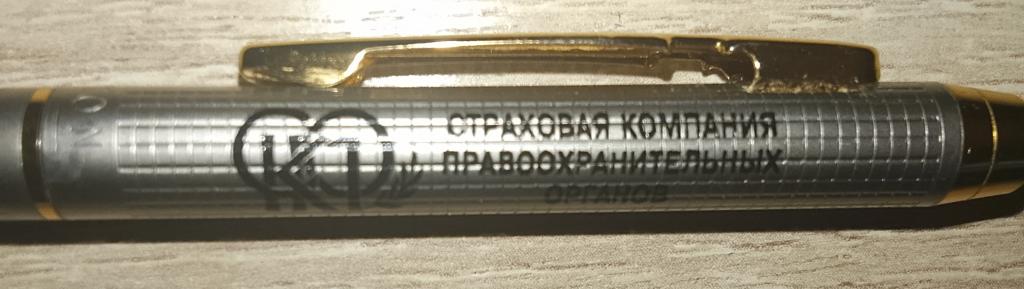 СТРАХОВАЯ КОМПАНИЯ
ПРАВООХРАНИТЕЛЬНЫХ
ОРГАНОВ